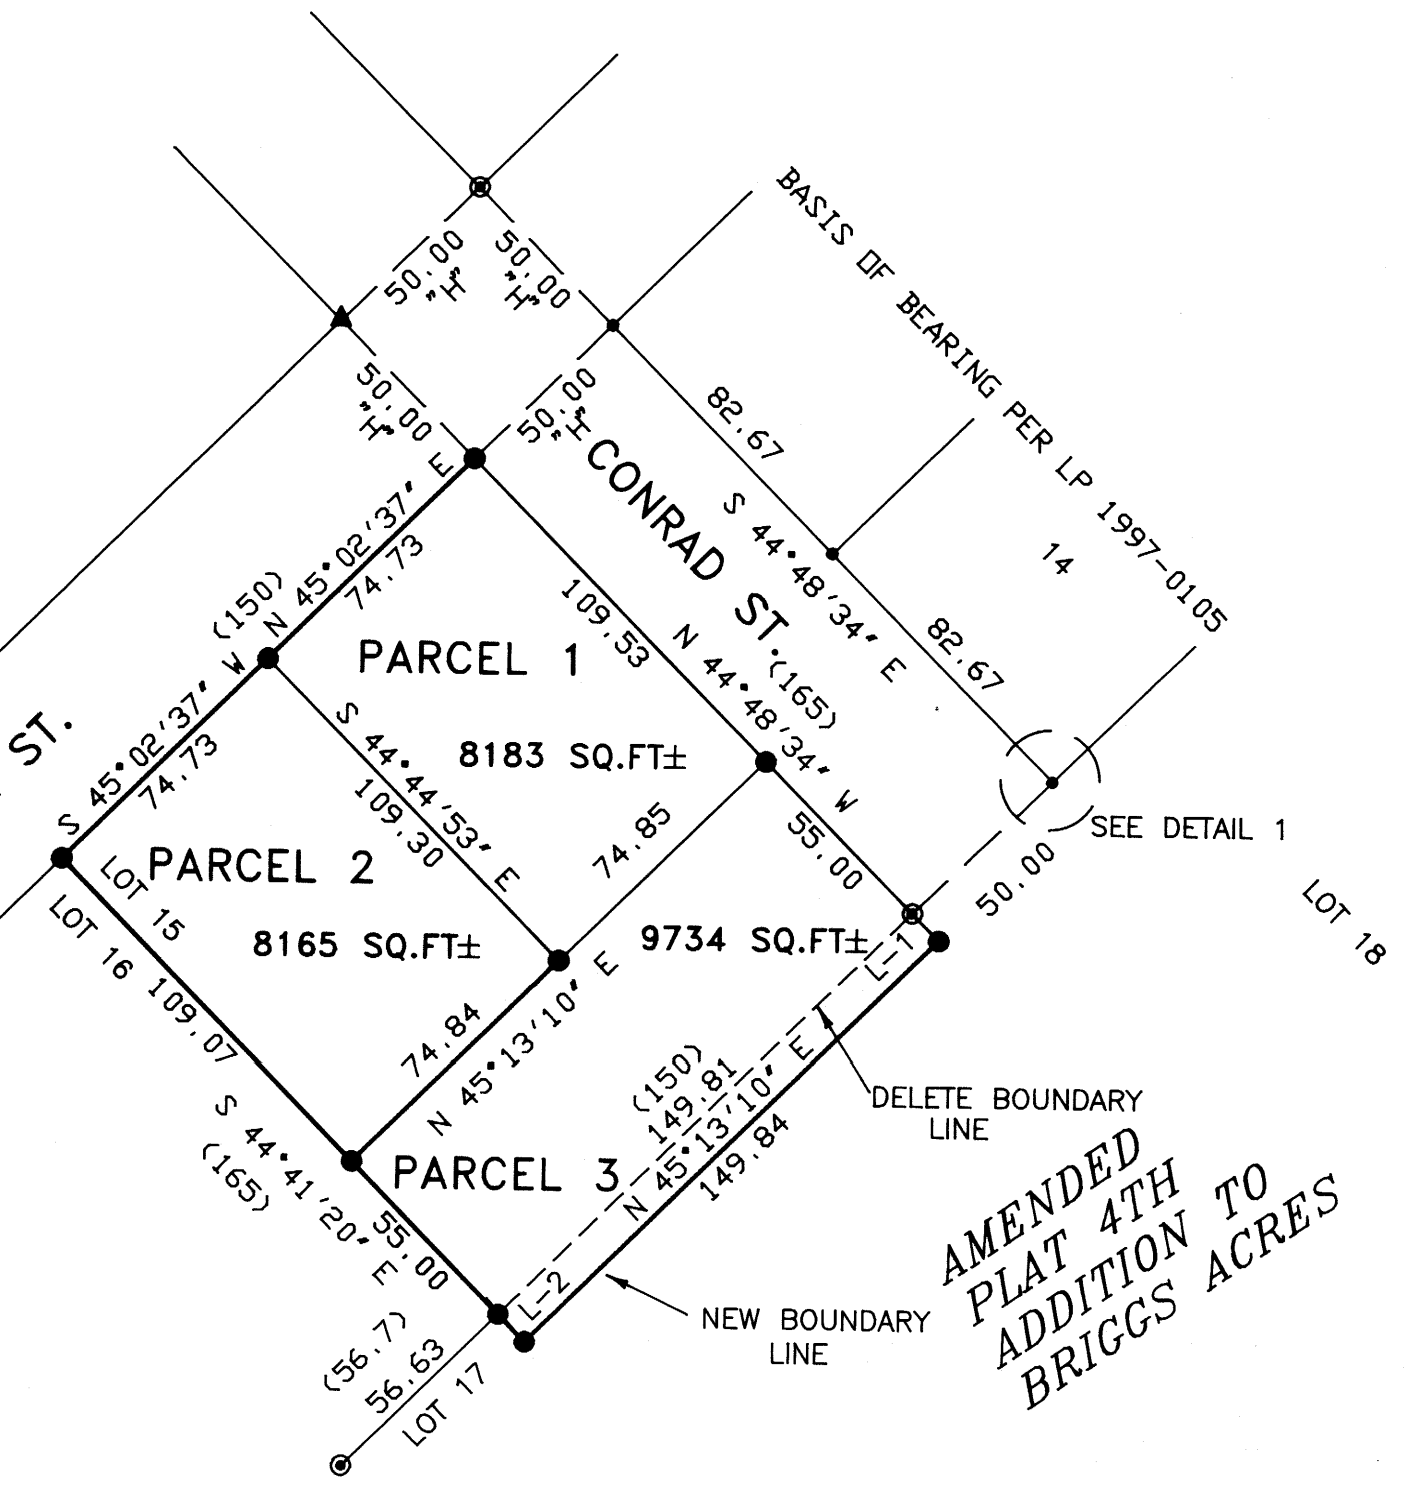 BASIS OF BEARING PER LP 1997-0105
50.00
"H"
50.00
"H"
50.00
"H"
50.00
"H"
82.67
S 44°48'34" E
82.67
14
CONRAD ST.
N 45°02'37" E
74.73
(150)
109.53
N 44°48'34" W
(165)
PARCEL 1
8183 SQ.FT±
S 45°02'37" W
74.73
ST.
S 44°44'53" E
109.30
74.85
55.00
SEE DETAIL 1
50.00
LOT 18
PARCEL 2
LOT 15
LOT 16
8165 SQ.FT±
109.07
9734 SQ.FT±
L-1
74.84
N 45°13'10" E
S 44°41'20" E
(165)
(150)
149.81
N 45°13'10" E
149.84
DELETE BOUNDARY
LINE
PARCEL 3
55.00
L-2
NEW BOUNDARY
LINE
(56.7)
56.63
LOT 17
AMENDED
PLAT 4TH
ADDITION TO
BRIGGS ACRES